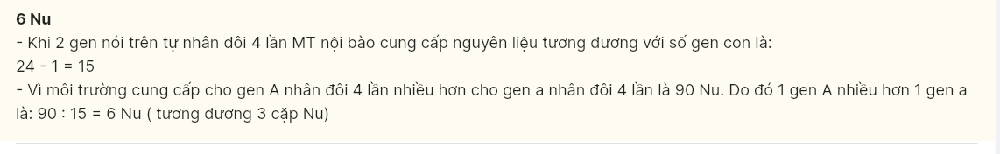 6 Nu
- Khi 2 gen nói trên tự nhân đôi 4 lần MT nội bào cung cấp nguyên liệu tương đương với số gen con là:
24 - 1 = 15
- Vì môi trường cung cấp cho gen A nhân đôi 4 lần nhiều hơn cho gen a nhân đôi 4 lần là 90 Nu. Do đó 1 gen A nhiều hơn 1 gen a
là: 90 : 15 = 6 Nu ( tương đương 3 cặp Nu)